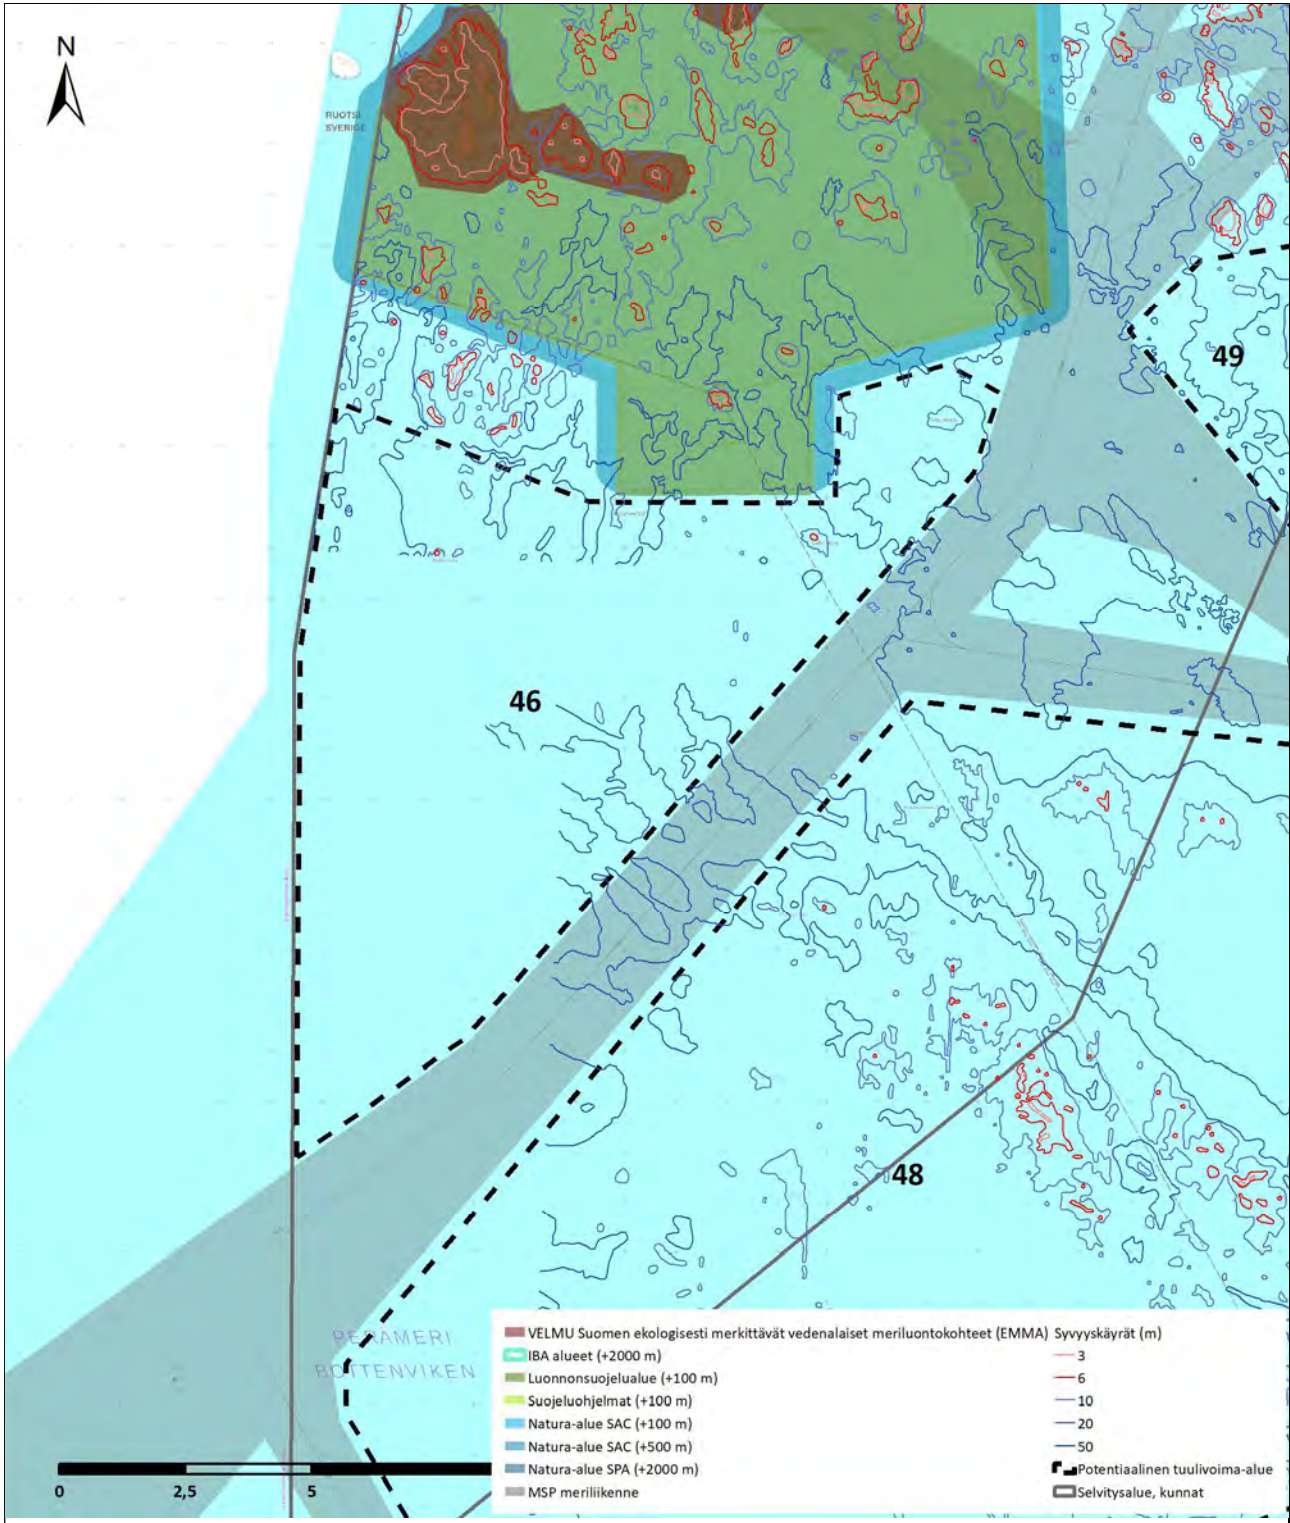 N
RUOTSI
SVERIGE
49
46
48
PERÄMERI
BOTTENVIKEN
VELMU Suomen ekologisesti merkittävät vedenalaiset meriluontokohteet (EMMA)
IBA alueet (+2000 m)
Luonnonsuojelualue (+100 m)
Suojeluohjelmat (+100 m)
Natura-alue SAC (+100 m)
Natura-alue SAC (+500 m)
Natura-alue SPA (+2000 m)
MSP meriliikenne
Syvyyskäyrät (m)
3
6
10
20
50
Potentiaalinen tuulivoima-alue
Selvitysalue, kunnat
0
2,5
5